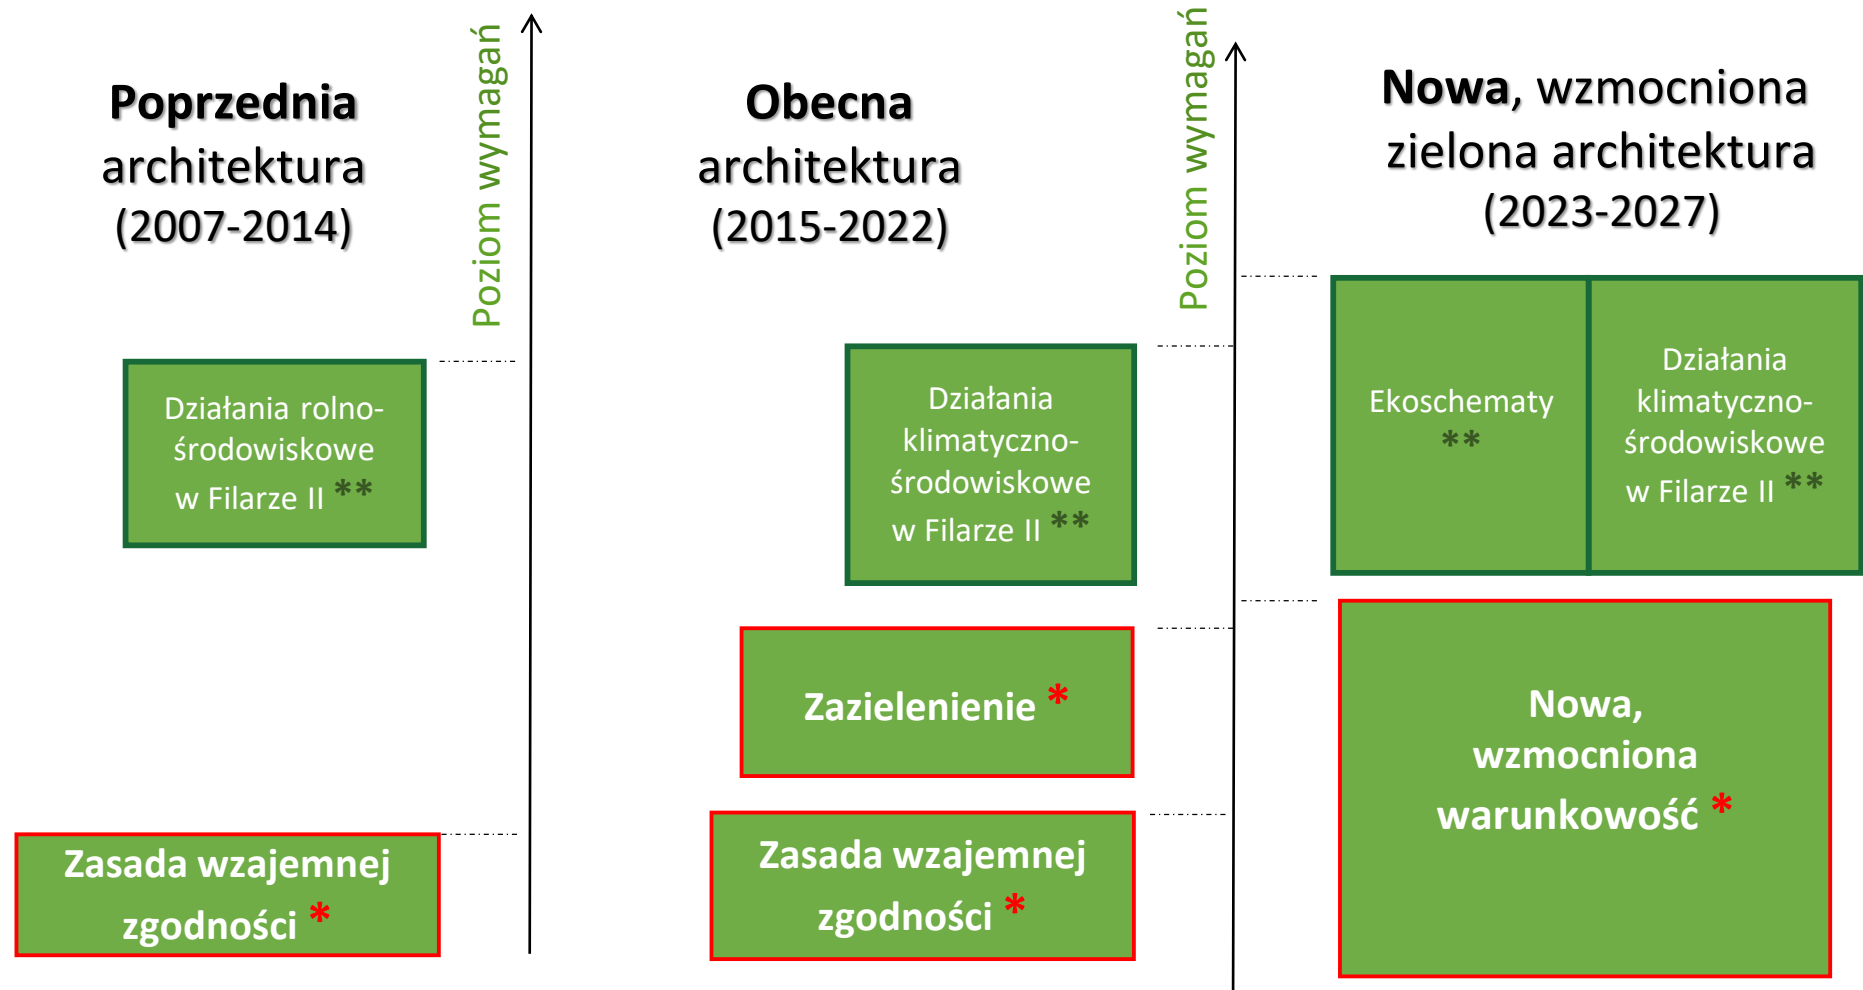 Poprzednia
architektura
(2007-2014)
Poziom wymagań
Działania rolno-
środowiskowe
w Filarze II **
Zasada wzajemnej
zgodności *
Obecna
architektura
(2015-2022)
Poziom wymagań
Działania
klimatyczno-
środowiskowe
w Filarze II **
Zazielenienie *
Zasada wzajemnej
zgodności *
Nowa, wzmocniona
zielona architektura
(2023-2027)
Ekoschematy
**
Działania
klimatyczno-
środowiskowe
w Filarze II **
Nowa,
wzmocniona
warunkowość *